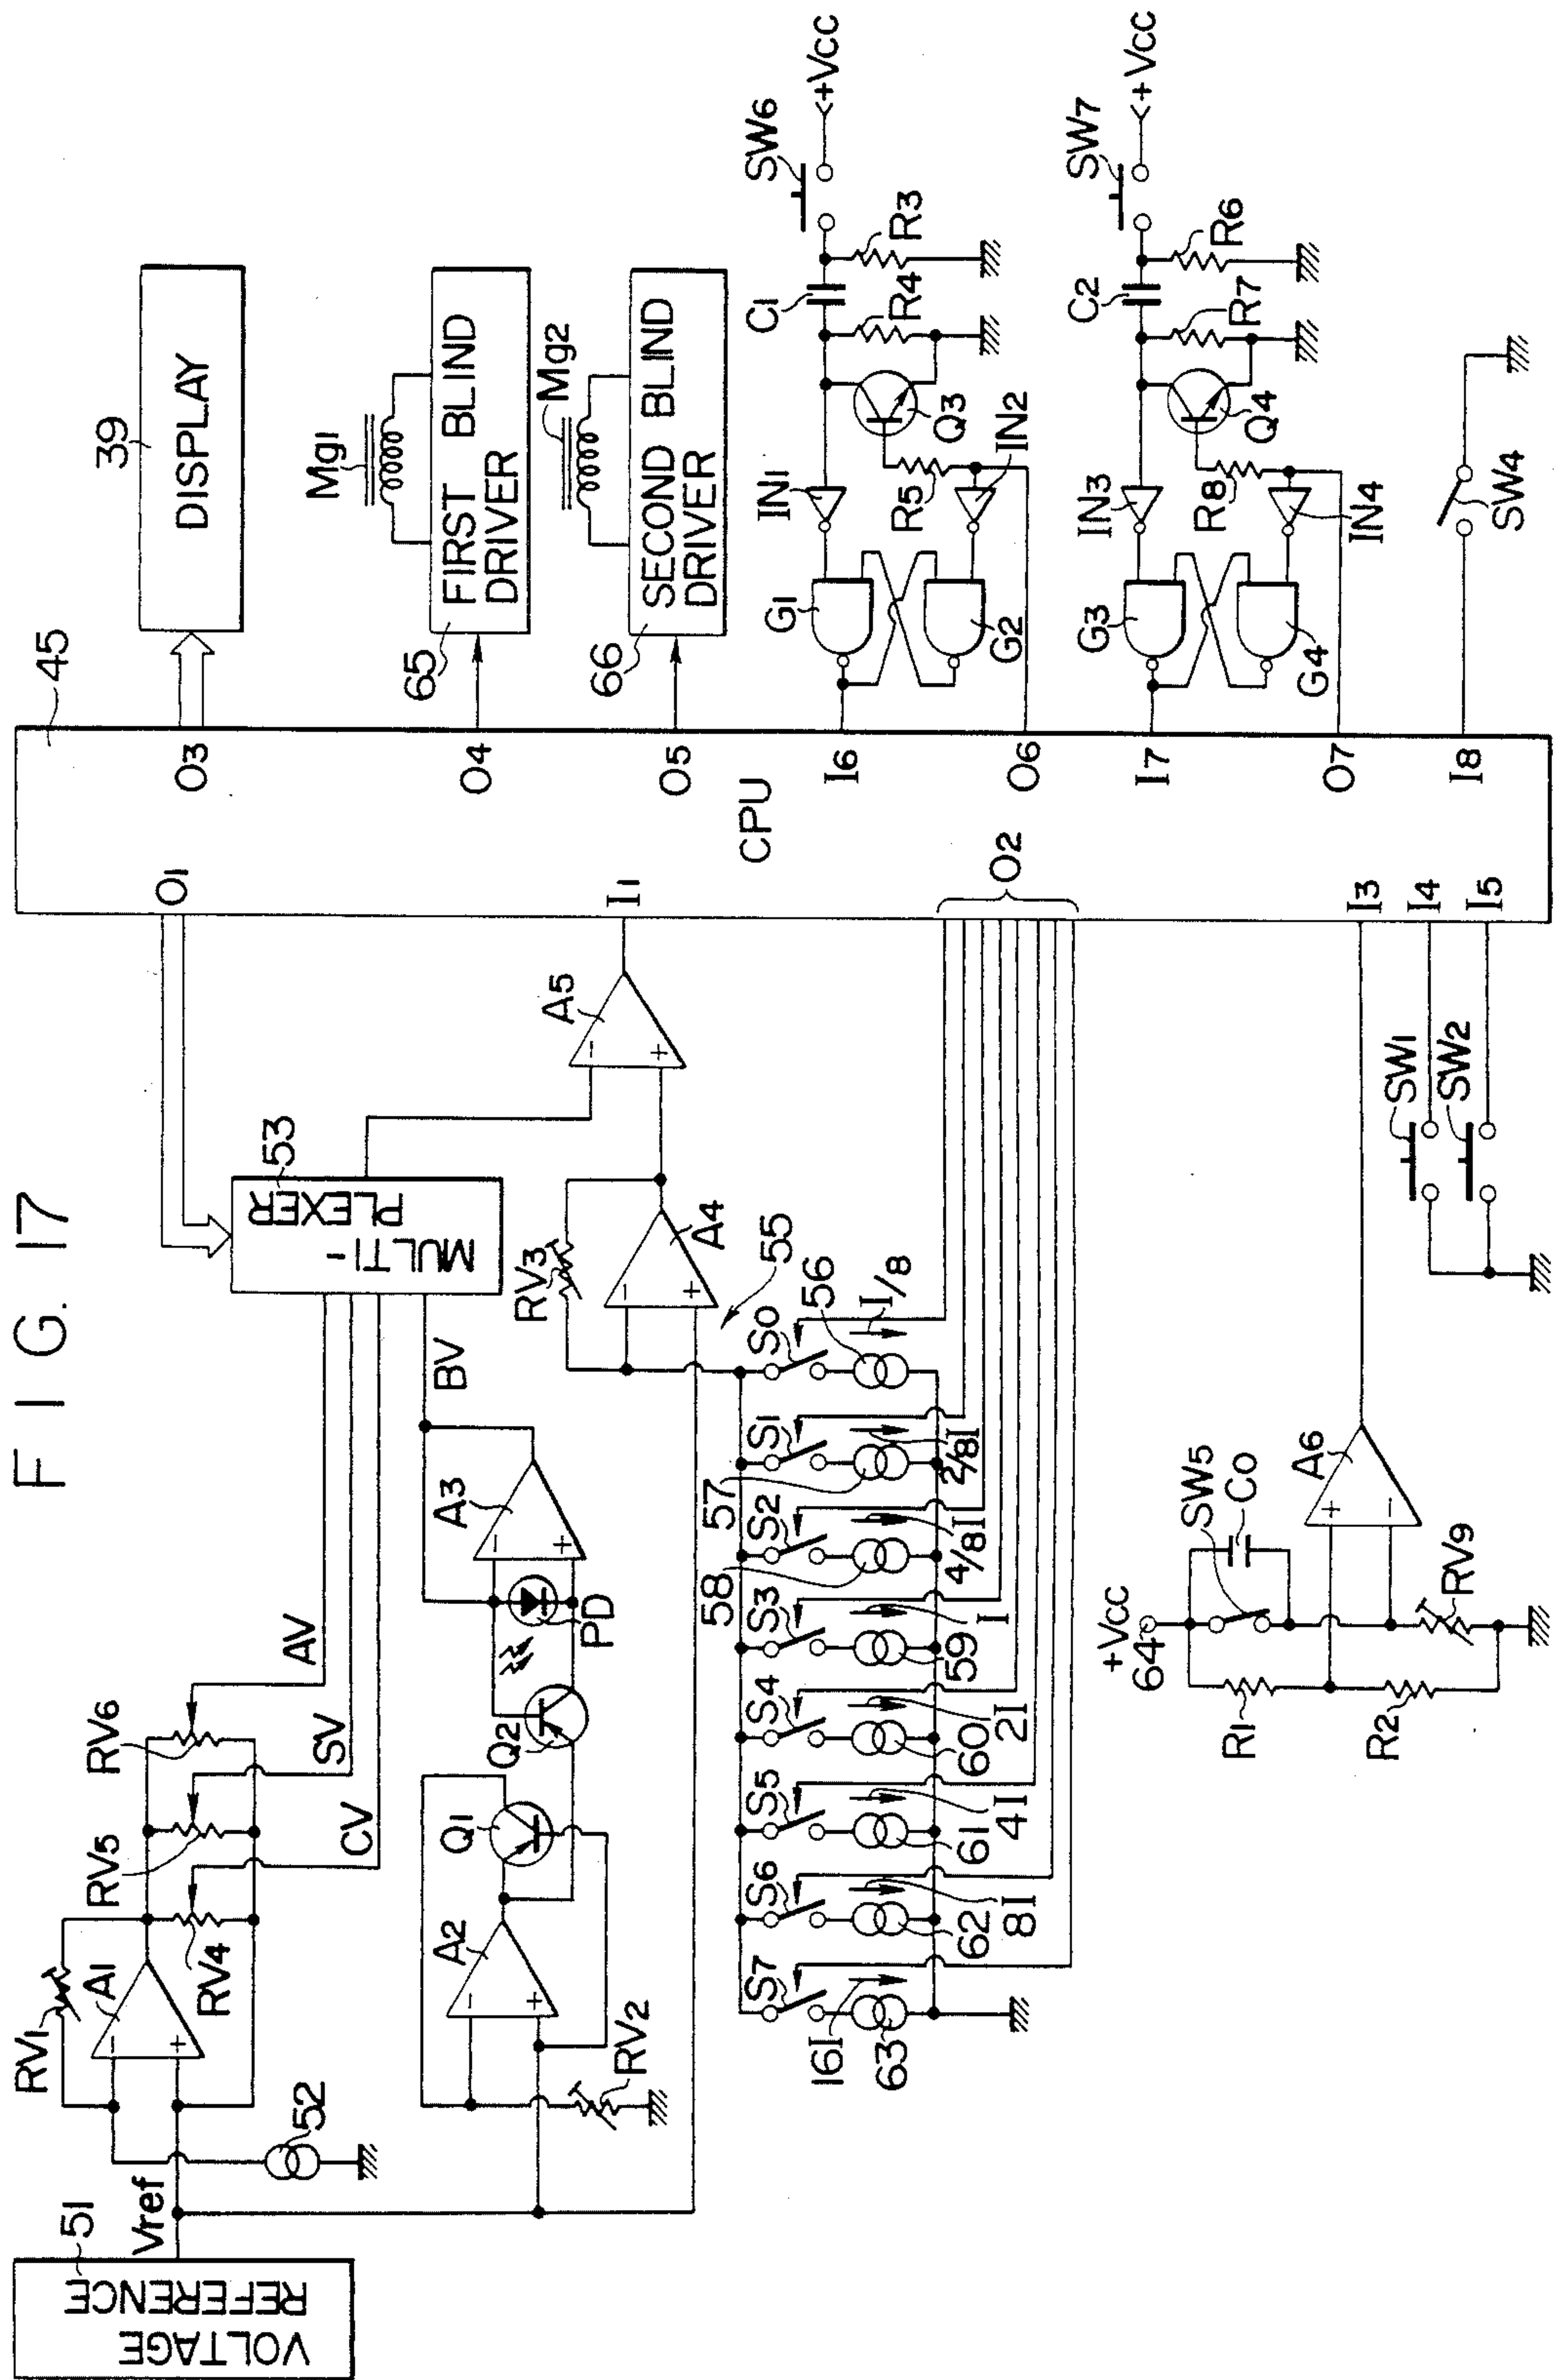 F I G. 17
VOLTAGE
REFERENCE
51
Vref
52
RV1
A1
RV4
RV5
RV6
CV
SV
AV
MULTI-
PLEXER
53
A2
RV2
Q1
Q2
PD
A3
BV
RV3
A4
A5
55
S7
S6
S5
S4
S3
S2
S1
S0
63
62
61
60
59
58
57
56
16I
8I
4I
2I
I
4/8I
2/8I
I/8
+Vcc
64
R1
R2
SW5
C0
RV9
A6
SW1
SW2
45
CPU
O1
I1
O2
I3
I4
I5
O3
O4
O5
I6
O6
I7
O7
I8
39
DISPLAY
Mg1
65
FIRST BLIND
DRIVER
Mg2
66
SECOND BLIND
DRIVER
G1
G2
IN1
IN2
R5
Q3
C1
R4
R3
SW6
+Vcc
G3
G4
IN3
IN4
R8
Q4
C2
R7
R6
SW7
+Vcc
SW4